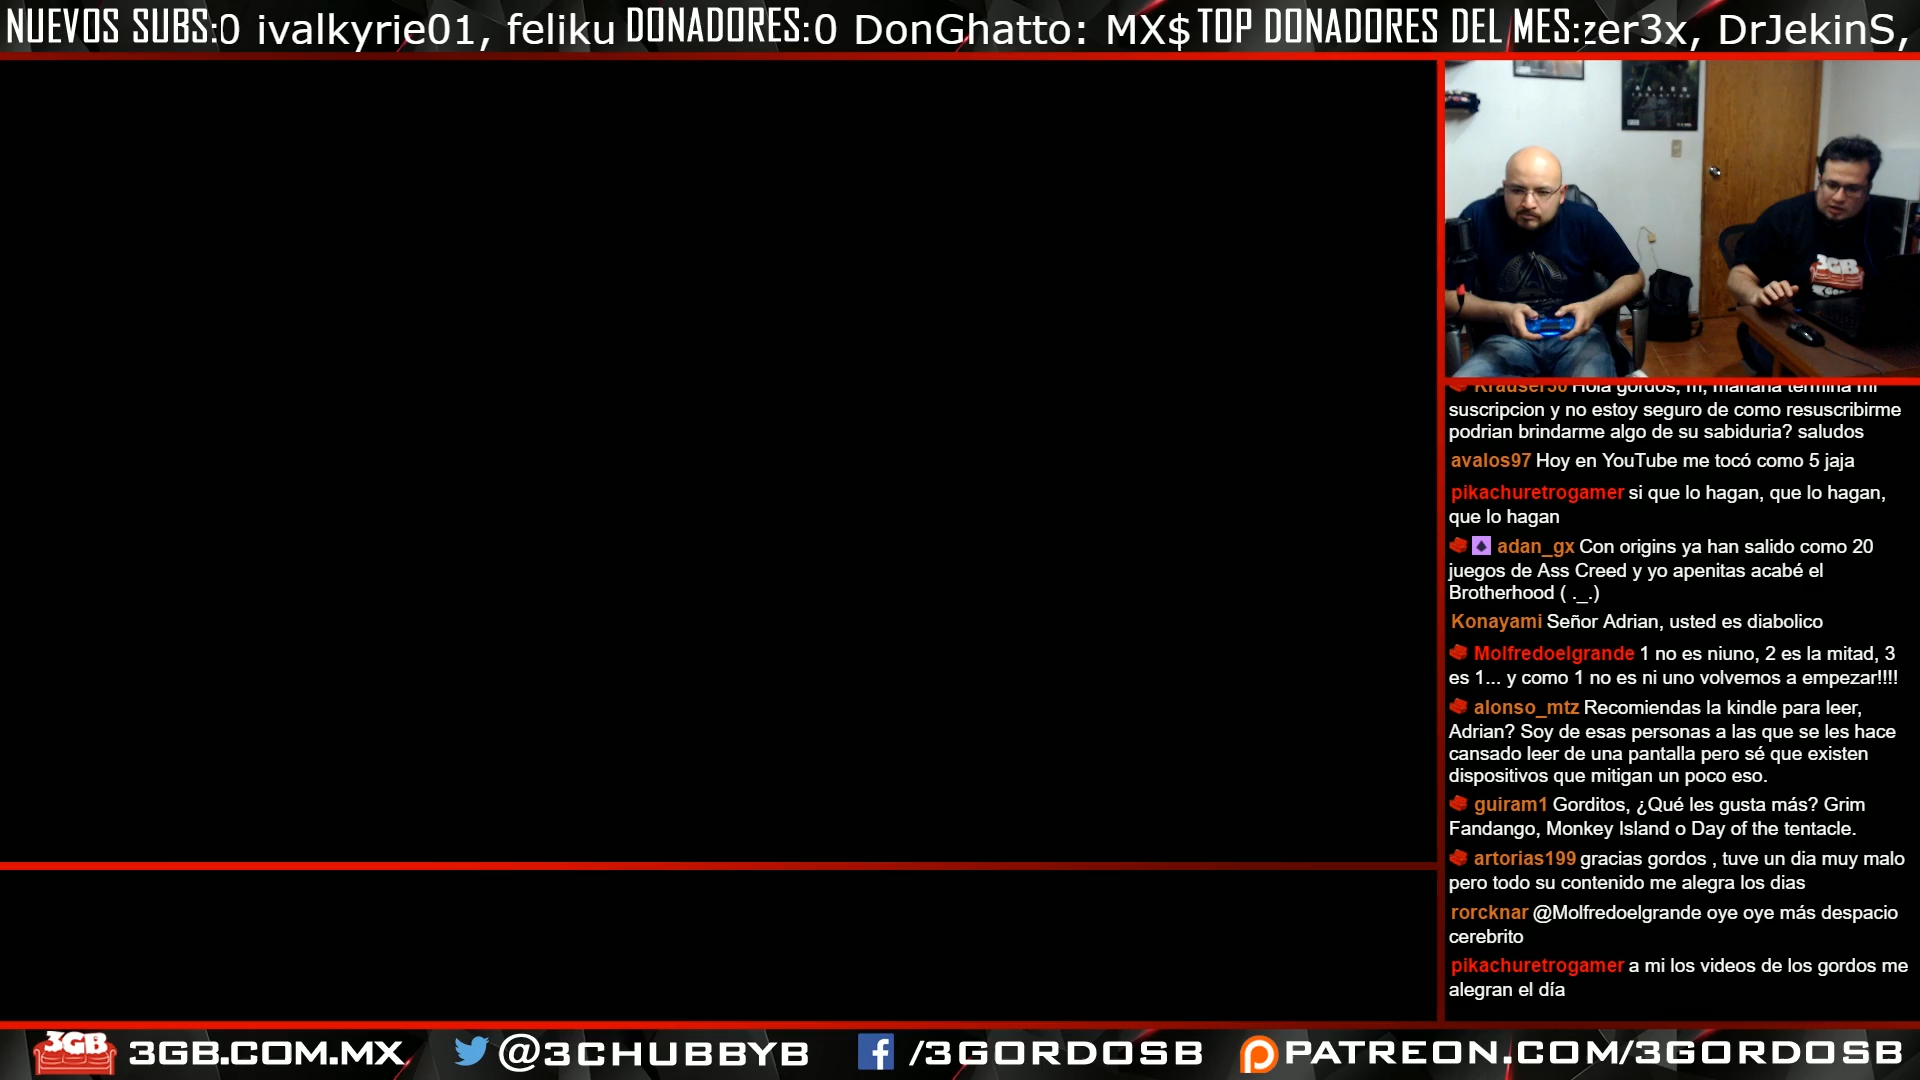 NUEVOS SUBS:0 ivalkyrie01, feliku DONADORES:0 DonGhatto: MX$ TOP DONADORES DEL MES:zer3x, DrJekinS,
ALIEN
3GB
Krauser30 Hola gordos, m, mañana termina mi
suscripcion y no estoy seguro de como resuscribirme
podrian brindarme algo de su sabiduria? saludos
avalos97 Hoy en YouTube me tocó como 5 jaja
pikachuretrogamer si que lo hagan, que lo hagan,
que lo hagan
adan_gx Con origins ya han salido como 20
juegos de Ass Creed y yo apenitas acabé el
Brotherhood ( ._.)
Konayami Señor Adrian, usted es diabolico
Molfredoelgrande 1 no es niuno, 2 es la mitad, 3
es 1... y como 1 no es ni uno volvemos a empezar!!!!
alonso_mtz Recomiendas la kindle para leer,
Adrian? Soy de esas personas a las que se les hace
cansado leer de una pantalla pero sé que existen
dispositivos que mitigan un poco eso.
guiram1 Gorditos, ¿Qué les gusta más? Grim
Fandango, Monkey Island o Day of the tentacle.
artorias199 gracias gordos , tuve un dia muy malo
pero todo su contenido me alegra los dias
rorcknar @Molfredoelgrande oye oye más despacio
cerebrito
pikachuretrogamer a mi los videos de los gordos me
alegran el día
3GB 3GB.COM.MX @3CHUBBYB /3GORDOSB PATREON.COM/3GORDOSB